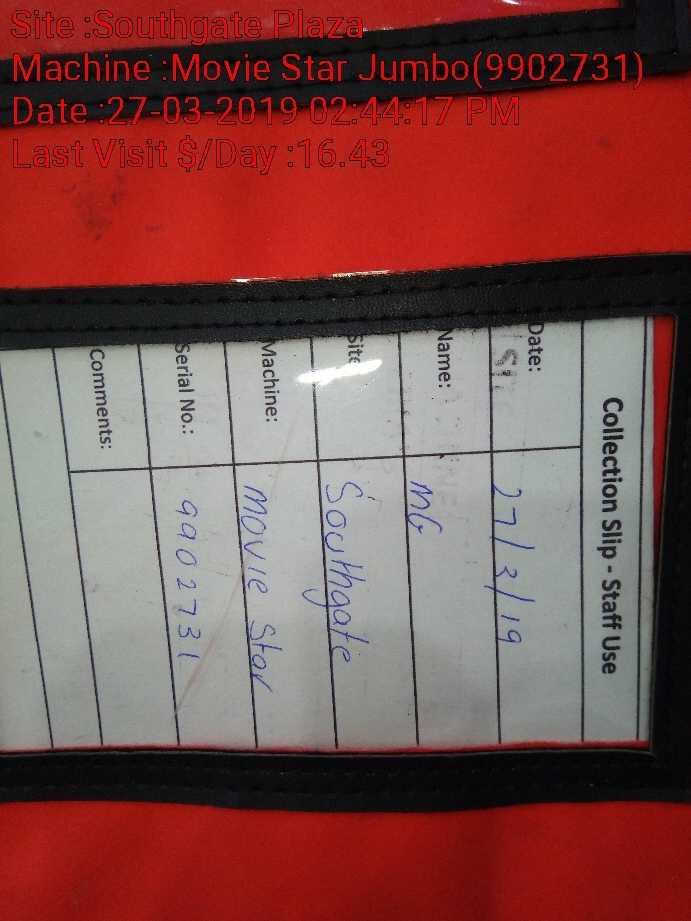 Site :Southgate Plaza
Machine :Movie Star Jumbo(9902731)
Date :27-03-2019 02:44:17 PM
Last Visit $/Day :16.43
Collection Slip - Staff Use
Date: 27/3/19
Name: MG
Site: Southgate
Machine: Movie Star
Serial No.: 9902731
Comments: